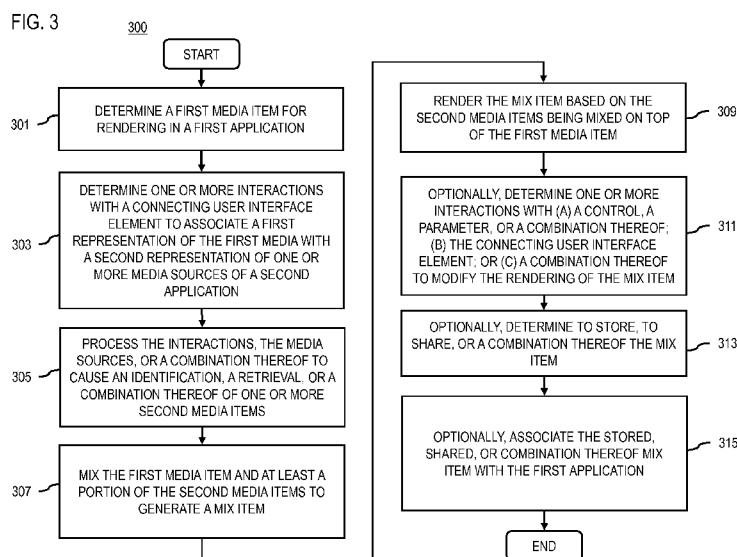 FIG. 3
300
START
301
DETERMINE A FIRST MEDIA ITEM FOR
RENDERING IN A FIRST APPLICATION
303
DETERMINE ONE OR MORE INTERACTIONS
WITH A CONNECTING USER INTERFACE
ELEMENT TO ASSOCIATE A FIRST
REPRESENTATION OF THE FIRST MEDIA WITH
A SECOND REPRESENTATION OF ONE OR
MORE MEDIA SOURCES OF A SECOND
APPLICATION
305
PROCESS THE INTERACTIONS, THE MEDIA
SOURCES, OR A COMBINATION THEREOF TO
CAUSE AN IDENTIFICATION, A RETRIEVAL, OR A
COMBINATION THEREOF OF ONE OR MORE
SECOND MEDIA ITEMS
307
MIX THE FIRST MEDIA ITEM AND AT LEAST A
PORTION OF THE SECOND MEDIA ITEMS TO
GENERATE A MIX ITEM
RENDER THE MIX ITEM BASED ON THE
SECOND MEDIA ITEMS BEING MIXED ON TOP
OF THE FIRST MEDIA ITEM
309
OPTIONALLY, DETERMINE ONE OR MORE
INTERACTIONS WITH (A) A CONTROL, A
PARAMETER, OR A COMBINATION THEREOF;
(B) THE CONNECTING USER INTERFACE
ELEMENT; OR (C) A COMBINATION THEREOF
TO MODIFY THE RENDERING OF THE MIX ITEM
311
OPTIONALLY, DETERMINE TO STORE, TO
SHARE, OR A COMBINATION THEREOF THE MIX
ITEM
313
OPTIONALLY, ASSOCIATE THE STORED,
SHARED, OR COMBINATION THEREOF MIX
ITEM WITH THE FIRST APPLICATION
315
END